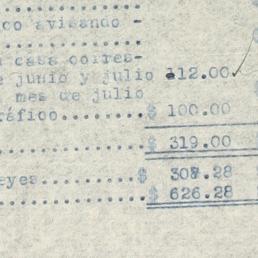 co avisando -
casa corres-
e junio y julio 112.00
mes de julio
ráfico............ $ 100.00
$ 319.00
eyes.......... $ 307.28
$ 626.28